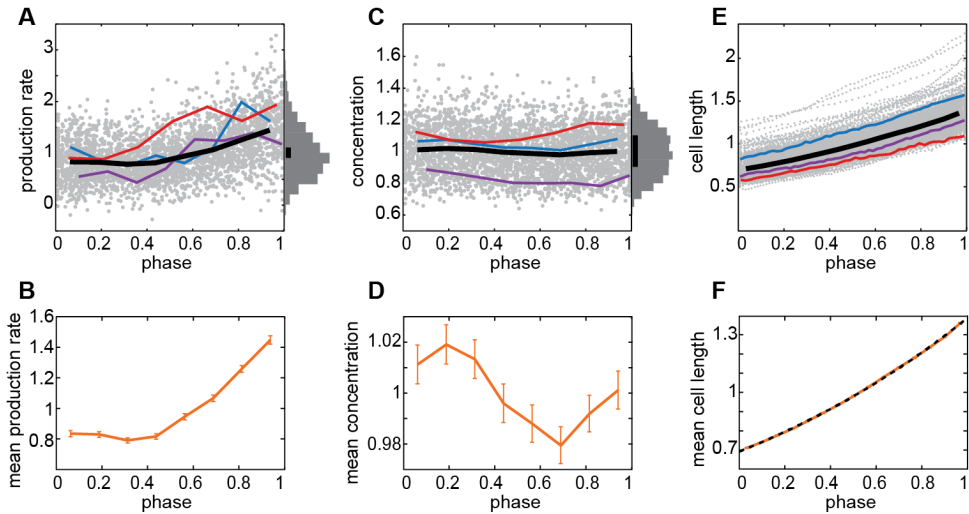 A
production rate
3
2
1
0
0 0.2 0.4 0.6 0.8 1
phase
C
concentration
1.6
1.4
1.2
1.0
0.8
0.6
0 0.2 0.4 0.6 0.8 1
phase
E
cell length
2
1.5
1
0.5
0 0.2 0.4 0.6 0.8 1
phase
B
mean production rate
1.6
1.4
1.2
1
0.8
0 0.2 0.4 0.6 0.8 1
phase
D
mean concentration
1.02
1
0.98
0 0.2 0.4 0.6 0.8 1
phase
F
mean cell length
1.3
1
0.7
0 0.2 0.4 0.6 0.8 1
phase